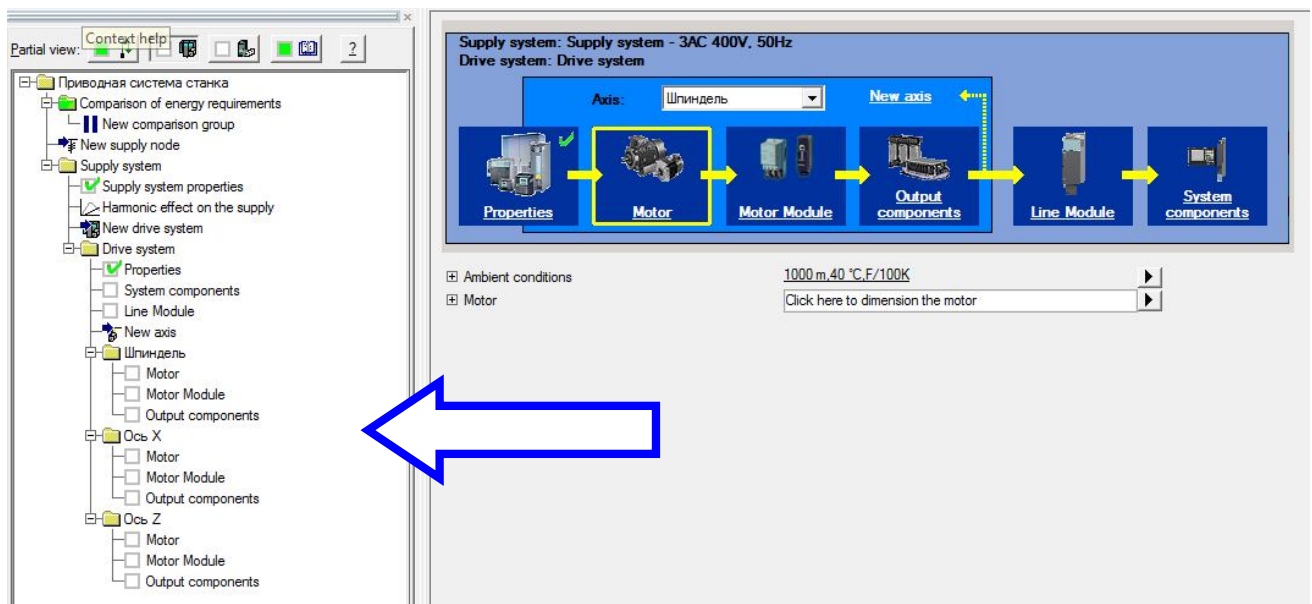 Partial view:
Context help
?
Приводная система станка
Comparison of energy requirements
New comparison group
New supply node
Supply system
Supply system properties
Harmonic effect on the supply
New drive system
Drive system
Properties
System components
Line Module
New axis
Шпиндель
Motor
Motor Module
Output components
Ось X
Motor
Motor Module
Output components
Ось Z
Motor
Motor Module
Output components
Supply system: Supply system - 3AC 400V, 50Hz
Drive system: Drive system
Axis: Шпиндель New axis
Properties
Motor
Motor Module
Output
components
Line Module
System
components
Ambient conditions 1000 m,40 °C,F/100K
Motor Click here to dimension the motor